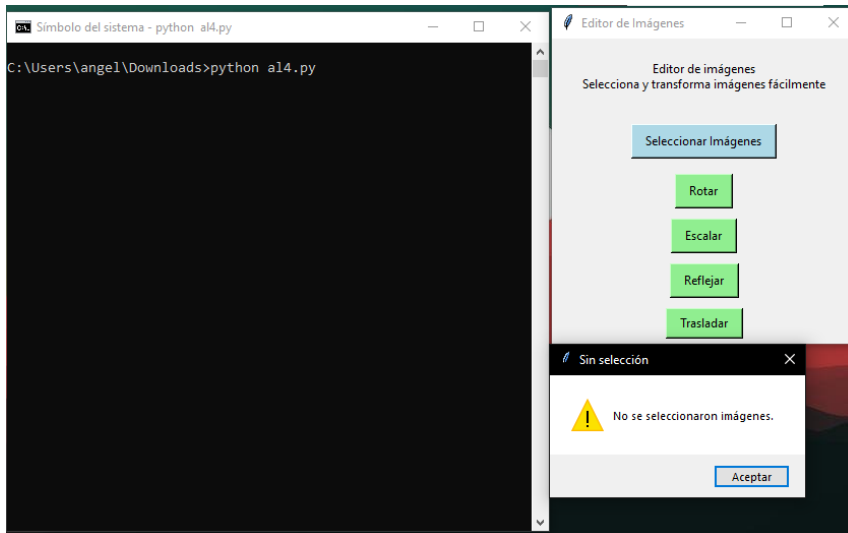 Símbolo del sistema - python al4.py
C:\Users\angel\Downloads>python al4.py
Editor de Imágenes
Editor de imágenes
Selecciona y transforma imágenes fácilmente
Seleccionar Imágenes
Rotar
Escalar
Reflejar
Trasladar
Sin selección
No se seleccionaron imágenes.
Aceptar